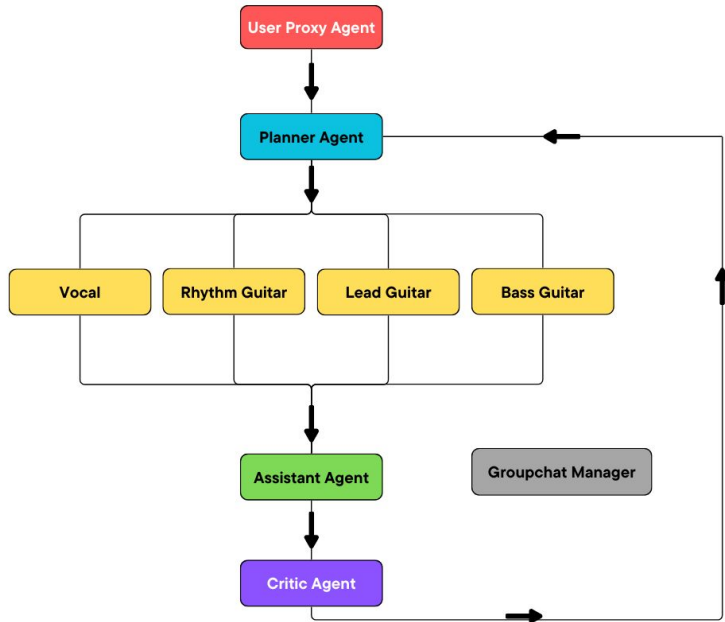 User Proxy Agent
Planner Agent
Vocal
Rhythm Guitar
Lead Guitar
Bass Guitar
Assistant Agent
Groupchat Manager
Critic Agent